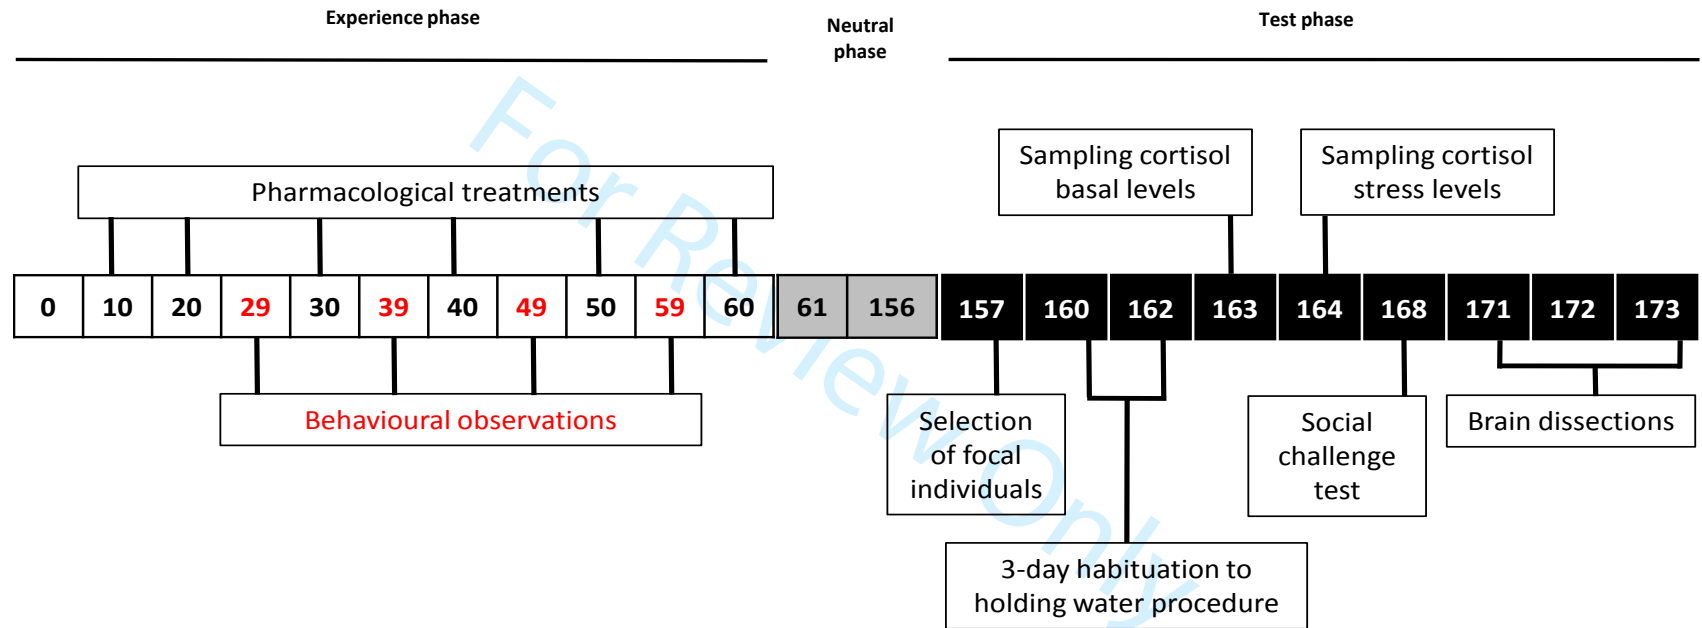 Experience phase
Neutral
phase
Test phase
Pharmacological treatments
Sampling cortisol
basal levels
Sampling cortisol
stress levels
0 10 20 29 30 39 40 49 50 59 60 61 156 157 160 162 163 164 168 171 172 173
Behavioural observations
Selection
of focal
individuals
Social
challenge
test
Brain dissections
3-day habituation to
holding water procedure
For Review Only